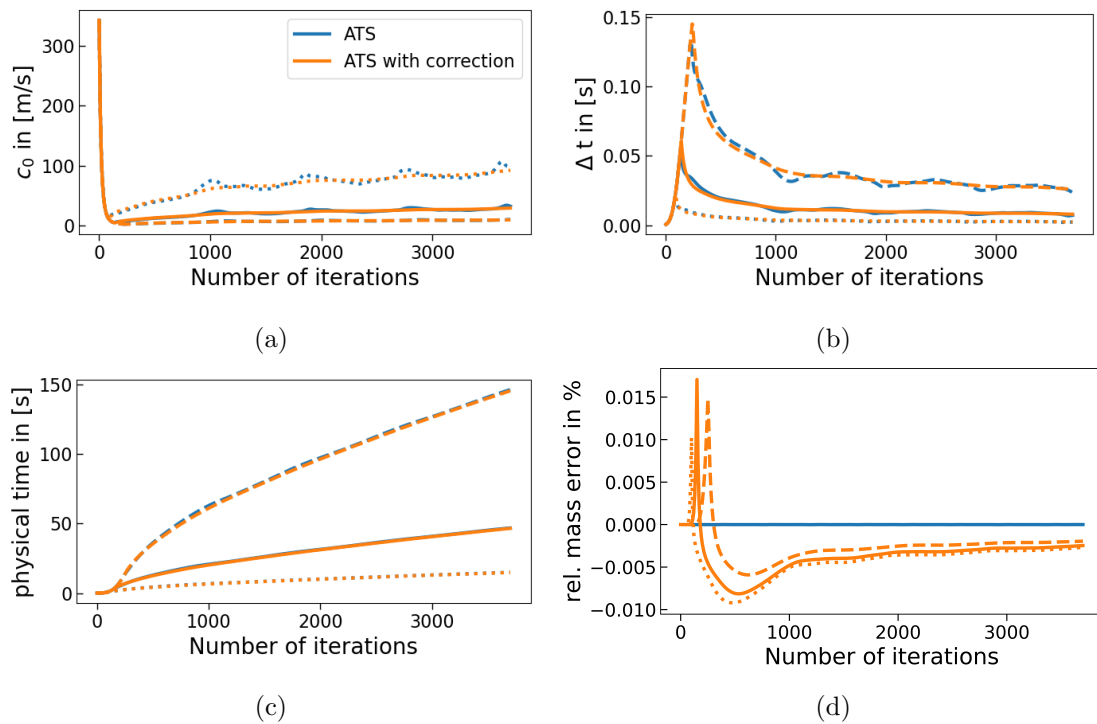 300
200
100
0
c₀ in [m/s]
ATS
ATS with correction
0 1000 2000 3000
Number of iterations
(a)
0.15
0.10
0.05
0.00
Δ t in [s]
0 1000 2000 3000
Number of iterations
(b)
150
100
50
0
physical time in [s]
0 1000 2000 3000
Number of iterations
(c)
0.015
0.010
0.005
0.000
−0.005
−0.010
rel. mass error in %
0 1000 2000 3000
Number of iterations
(d)